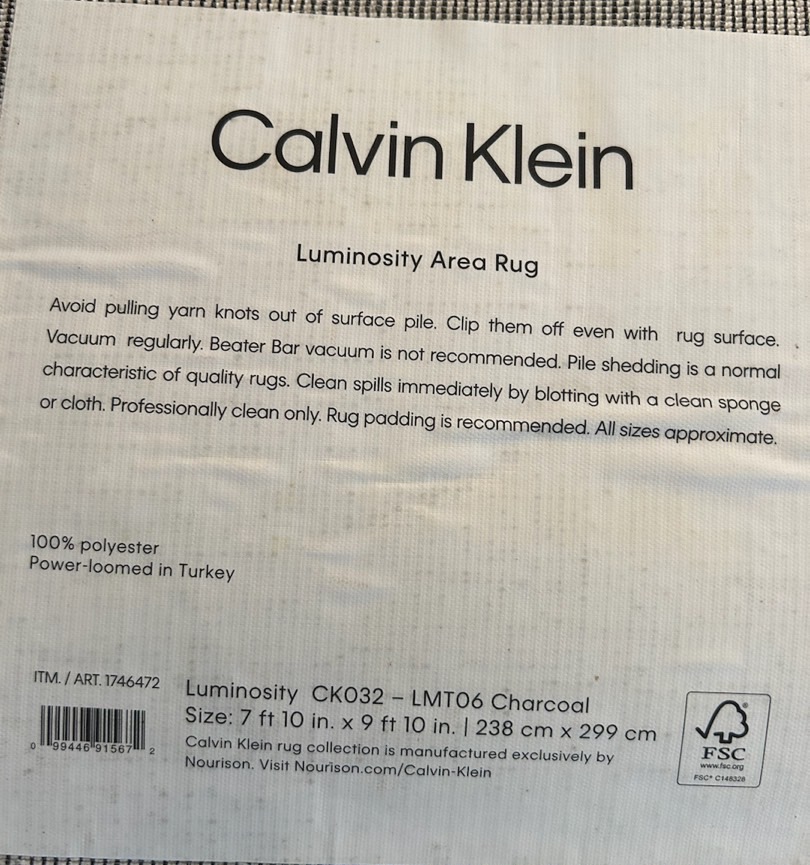 Calvin Klein
Luminosity Area Rug
Avoid pulling yarn knots out of surface pile. Clip them off even with rug surface.
Vacuum regularly. Beater Bar vacuum is not recommended. Pile shedding is a normal
characteristic of quality rugs. Clean spills immediately by blotting with a clean sponge
or cloth. Professionally clean only. Rug padding is recommended. All sizes approximate.
100% polyester
Power-loomed in Turkey
ITM. / ART. 1746472
0 99446 91567 2
Luminosity CK032 – LMT06 Charcoal
Size: 7 ft 10 in. x 9 ft 10 in. | 238 cm x 299 cm
Calvin Klein rug collection is manufactured exclusively by
Nourison. Visit Nourison.com/Calvin-Klein
FSC
www.fsc.org
FSC® C148328